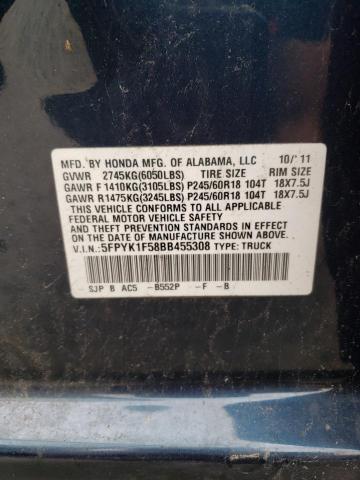 MFD. BY HONDA MFG. OF ALABAMA, LLC 10/'11
GVWR 2745KG(6050LBS) TIRE SIZE RIM SIZE
GAWR F 1410KG(3105LBS) P245/60R18 104T 18X7.5J
GAWR R1475KG(3245LBS) P245/60R18 104T 18X7.5J
THIS VEHICLE CONFORMS TO ALL APPLICABLE
FEDERAL MOTOR VEHICLE SAFETY
AND THEFT PREVENTION STANDARDS IN EFFECT
ON THE DATE OF MANUFACTURE SHOWN ABOVE.
V.I.N.:5FPYK1F58BB455308 TYPE:TRUCK
SJP B AC5 -B552P -F -B